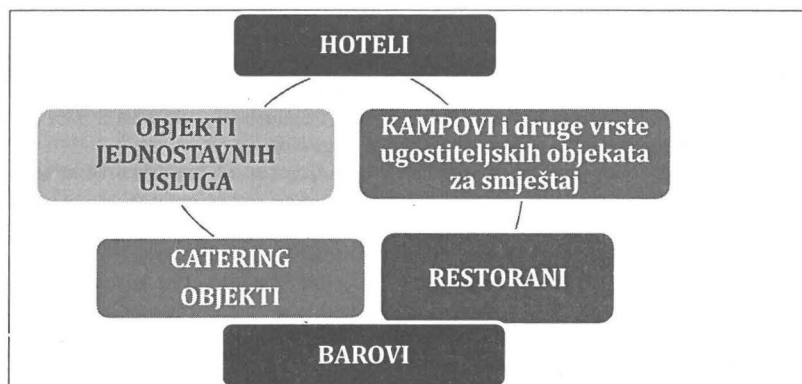 HOTELI
OBJEKTI
JEDNOSTAVNIH
USLUGA
KAMPOVI i druge vrste
ugostiteljskih objekata
za smještaj
CATERING
OBJEKTI
RESTORANI
BAROVI